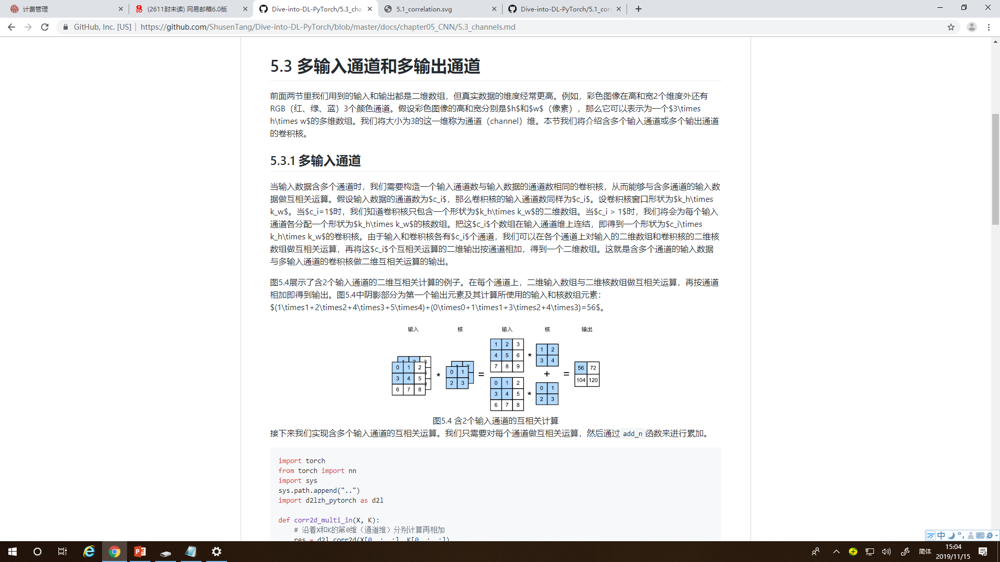 计费管理
(2611封未读) 网易邮箱6.0版
Dive-into-DL-PyTorch/5.3_cha
5.1_correlation.svg
Dive-into-DL-PyTorch/5.1_corr
GitHub, Inc. [US]
https://github.com/ShusenTang/Dive-into-DL-PyTorch/blob/master/docs/chapter05_CNN/5.3_channels.md
5.3 多输入通道和多输出通道
前面两节里我们用到的输入和输出都是二维数组，但真实数据的维度经常更高。例如，彩色图像在高和宽2个维度外还有
RGB（红、绿、蓝）3个颜色通道。假设彩色图像的高和宽分别是$h$和$w$（像素），那么它可以表示为一个$3\times
h\times w$的多维数组。我们将大小为3的这一维称为通道（channel）维。本节我们将介绍含多个输入通道或多个输出通道
的卷积核。
5.3.1 多输入通道
当输入数据含多个通道时，我们需要构造一个输入通道数与输入数据的通道数相同的卷积核，从而能够与含多通道的输入数
据做互相关运算。假设输入数据的通道数为$c_i$，那么卷积核的输入通道数同样为$c_i$。设卷积核窗口形状为$k_h\times
k_w$。当$c_i=1$时，我们知道卷积核只包含一个形状为$k_h\times k_w$的二维数组。当$c_i > 1$时，我们将会为每个输入
通道各分配一个形状为$k_h\times k_w$的核数组。把这$c_i$个数组在输入通道维上连结，即得到一个形状为$c_i\times
k_h\times k_w$的卷积核。由于输入和卷积核各有$c_i$个通道，我们可以在各个通道上对输入的二维数组和卷积核的二维核
数组做互相关运算，再将这$c_i$个互相关运算的二维输出按通道相加，得到一个二维数组。这就是含多个通道的输入数据
与多输入通道的卷积核做二维互相关运算的输出。
图5.4展示了含2个输入通道的二维互相关计算的例子。在每个通道上，二维输入数组与二维核数组做互相关运算，再按通道
相加即得到输出。图5.4中阴影部分为第一个输出元素及其计算所使用的输入和核数组元素：
$(1\times1+2\times2+4\times3+5\times4)+(0\times0+1\times1+3\times2+4\times3)=56$。
输入 核 输入 核 输出
1 2 3
4 5 6
7 8 9
*
1 2
3 4
0 1 2
3 4 5
6 7 8
*
0 1
2 3
=
+
=
56 72
104 120
0 1 2
3 4 5
6 7 8
*
0 1
2 3
图5.4 含2个输入通道的互相关计算
接下来我们实现含多个输入通道的互相关运算。我们只需要对每个通道做互相关运算，然后通过 add_n 函数来进行累加。
import torch
from torch import nn
import sys
sys.path.append("..")
import d2lzh_pytorch as d2l
def corr2d_multi_in(X, K):
# 沿着X和K的第0维（通道维）分别计算再相加
res = d2l.corr2d(X[0, :, :], K[0, :, :])
中
简体
15:04
2019/11/15